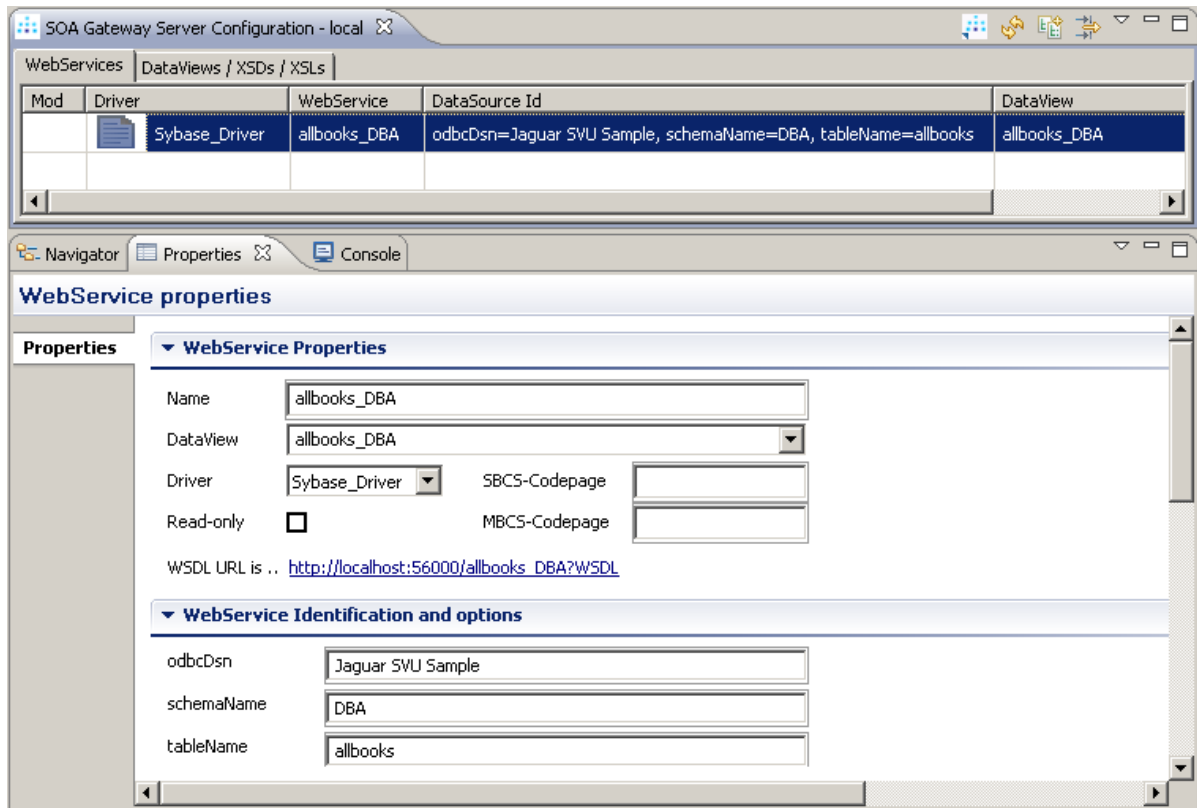 SOA Gateway Server Configuration - local
WebServices DataViews / XSDs / XSLs
Mod Driver WebService DataSource Id DataView
Sybase_Driver allbooks_DBA odbcDsn=Jaguar SVU Sample, schemaName=DBA, tableName=allbooks allbooks_DBA
Navigator Properties Console
WebService properties
Properties WebService Properties
Name allbooks_DBA
DataView allbooks_DBA
Driver Sybase_Driver SBCS-Codepage
Read-only MBCS-Codepage
WSDL URL is .. http://localhost:56000/allbooks_DBA?WSDL
WebService Identification and options
odbcDsn Jaguar SVU Sample
schemaName DBA
tableName allbooks